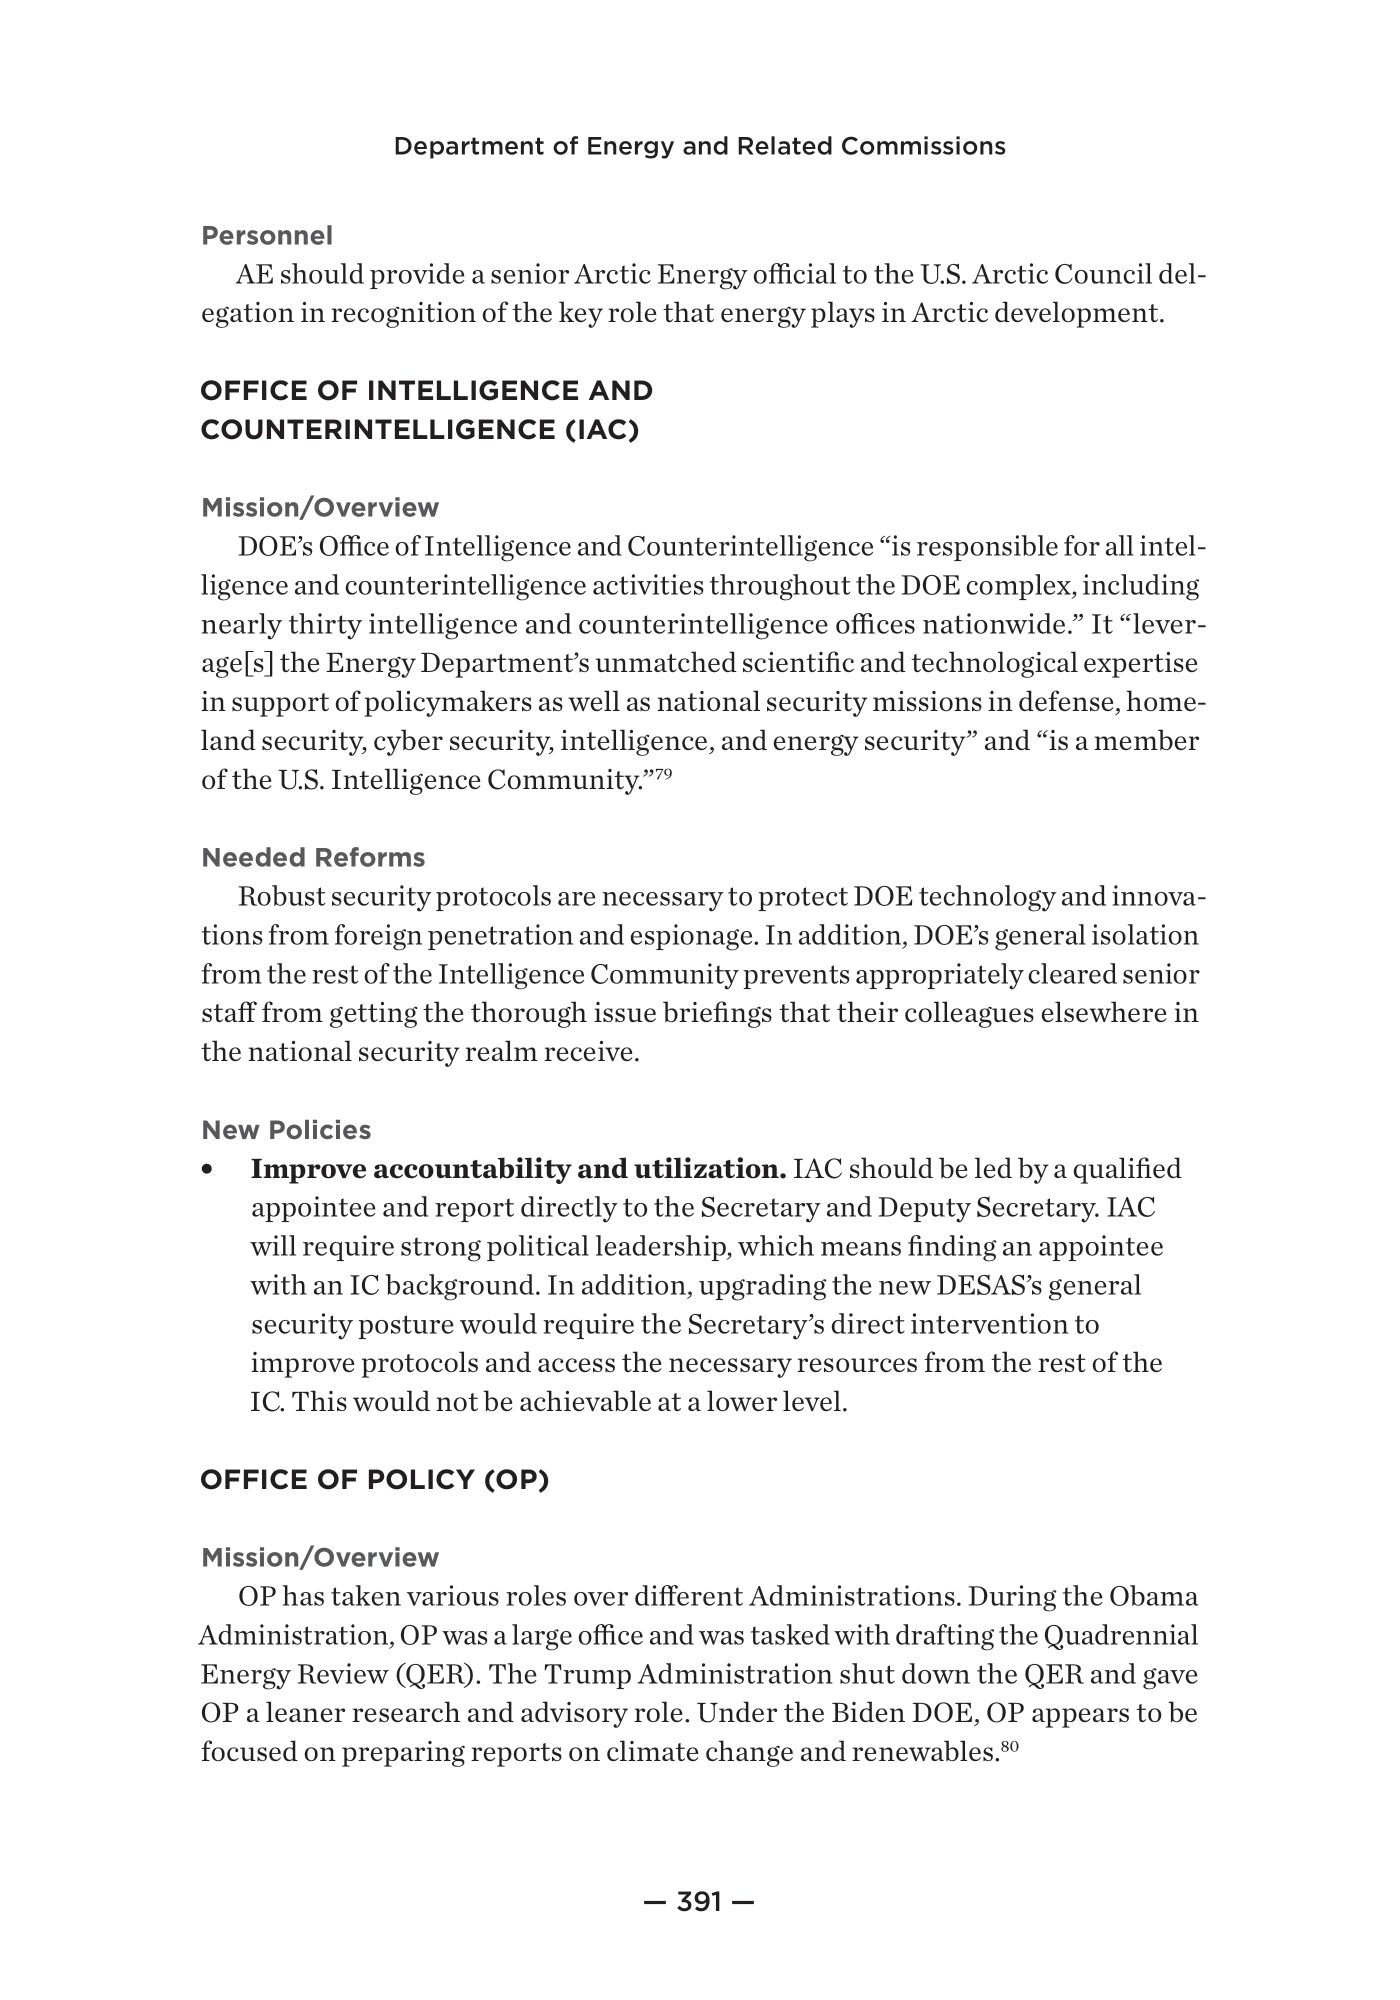 Department of Energy and Related Commissions
Personnel
AE should provide a senior Arctic Energy official to the U.S. Arctic Council del-
egation in recognition of the key role that energy plays in Arctic development.
OFFICE OF INTELLIGENCE AND
COUNTERINTELLIGENCE (IAC)
Mission/Overview
DOE’s Office of Intelligence and Counterintelligence “is responsible for all intel-
ligence and counterintelligence activities throughout the DOE complex, including
nearly thirty intelligence and counterintelligence offices nationwide.” It “lever-
age[s] the Energy Department’s unmatched scientific and technological expertise
in support of policymakers as well as national security missions in defense, home-
land security, cyber security, intelligence, and energy security” and “is a member
of the U.S. Intelligence Community.”79
Needed Reforms
Robust security protocols are necessary to protect DOE technology and innova-
tions from foreign penetration and espionage. In addition, DOE’s general isolation
from the rest of the Intelligence Community prevents appropriately cleared senior
staff from getting the thorough issue briefings that their colleagues elsewhere in
the national security realm receive.
New Policies
• Improve accountability and utilization. IAC should be led by a qualified
appointee and report directly to the Secretary and Deputy Secretary. IAC
will require strong political leadership, which means finding an appointee
with an IC background. In addition, upgrading the new DESAS’s general
security posture would require the Secretary’s direct intervention to
improve protocols and access the necessary resources from the rest of the
IC. This would not be achievable at a lower level.
OFFICE OF POLICY (OP)
Mission/Overview
OP has taken various roles over different Administrations. During the Obama
Administration, OP was a large office and was tasked with drafting the Quadrennial
Energy Review (QER). The Trump Administration shut down the QER and gave
OP a leaner research and advisory role. Under the Biden DOE, OP appears to be
focused on preparing reports on climate change and renewables.80
— 391 —